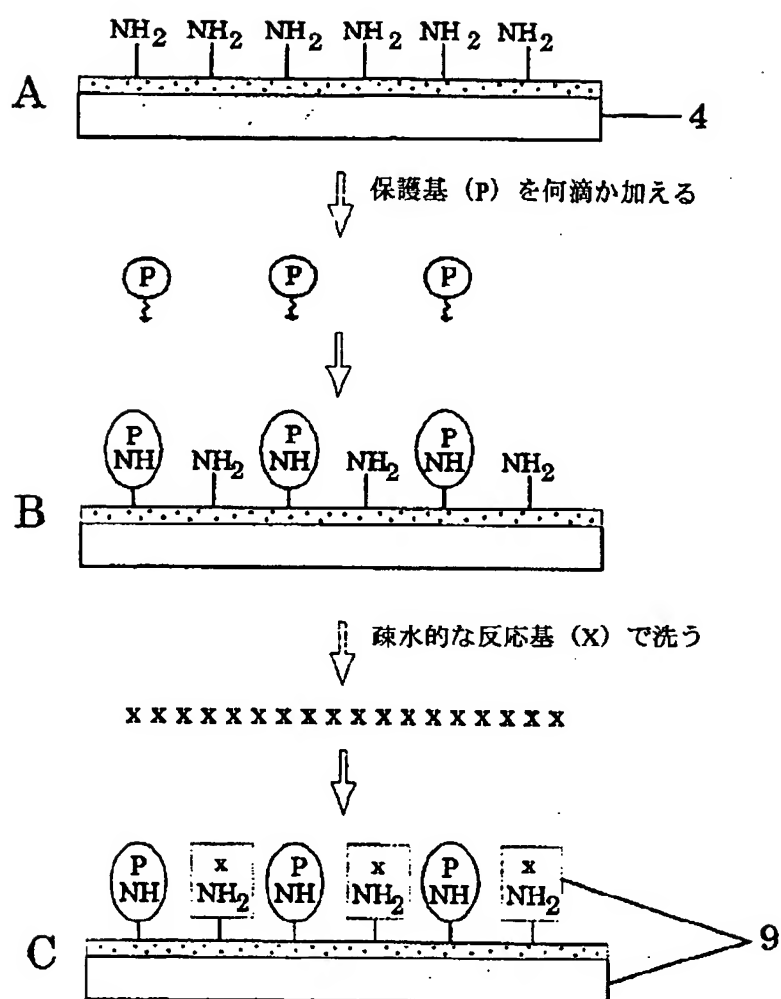 NH2 NH2 NH2 NH2 NH2 NH2
A
4
保護基 (P) を何滴か加える
P P P
P P P
NH NH2 NH NH2 NH NH2
B
疎水的な反応基 (X) で洗う
x x x x x x x x x x x x x x x x x x
P x P x P x
NH NH2 NH NH2 NH NH2
C
9